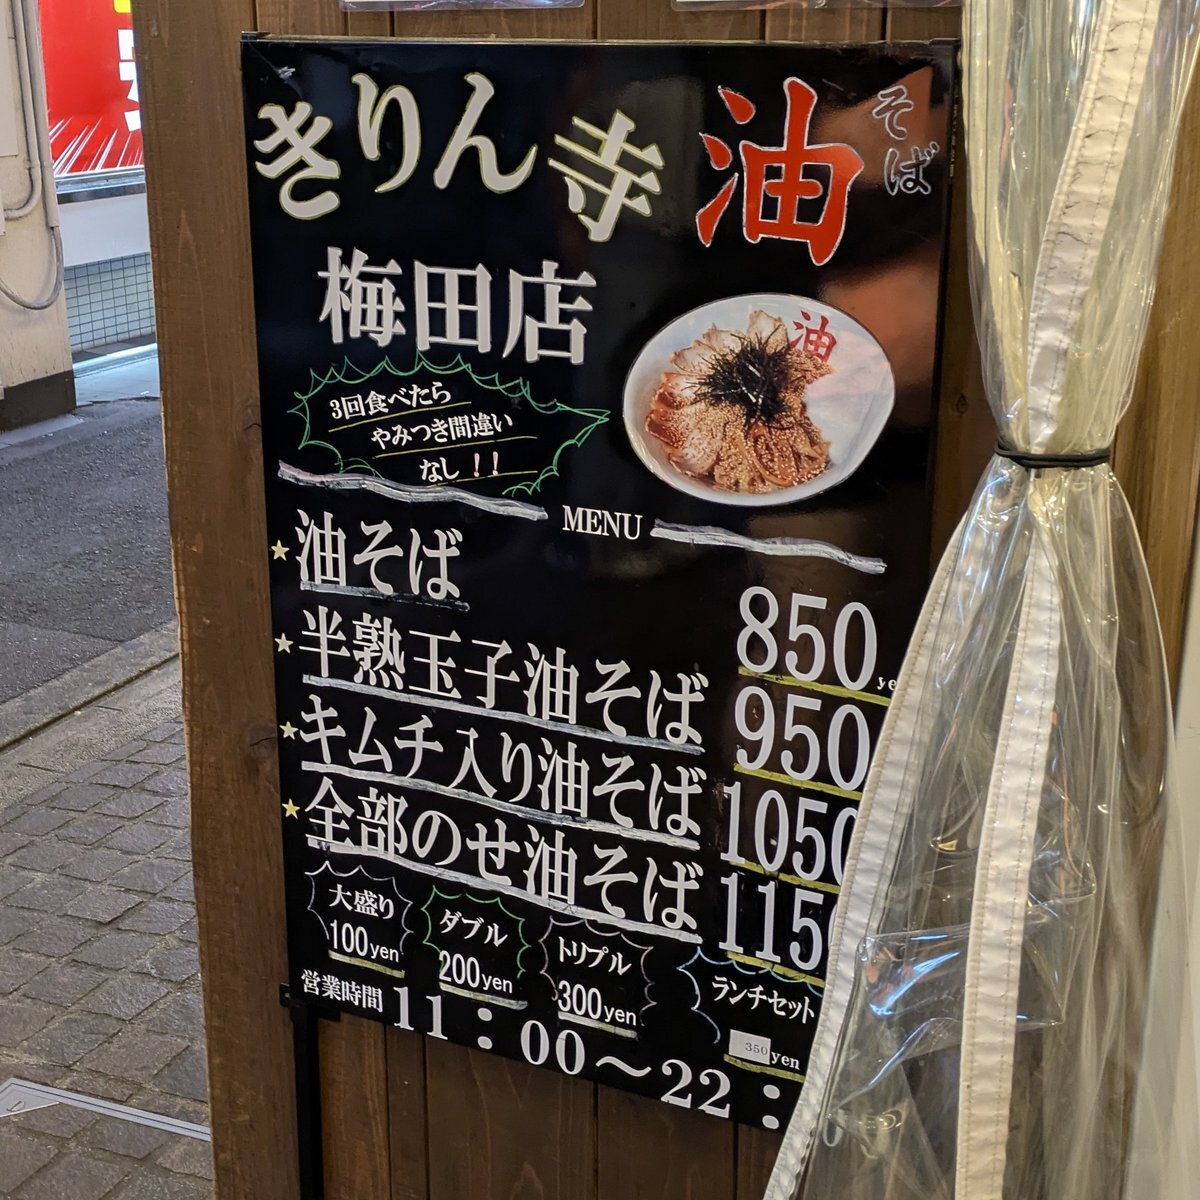 きりん寺 油そば
梅田店
油
3回食べたら
やみつき間違い
なし!!
MENU
★油そば 850 ye
★半熟玉子油そば 950
★キムチ入り油そば 1050
★全部のせ油そば 1150
大盛り 100yen
ダブル 200yen
トリプル 300yen
ランチセット 350yen
営業時間 11:00〜22: